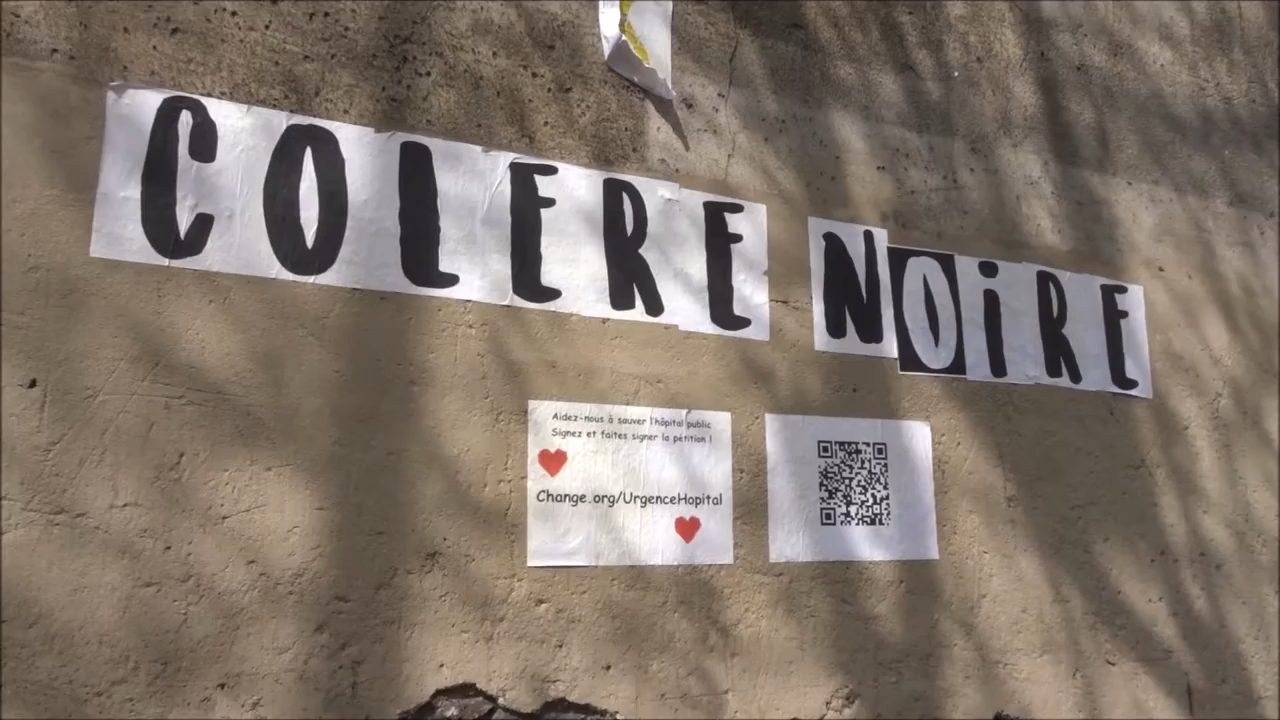 COLERE NOiRE
Aidez-nous à sauver l'hôpital public
Signez et faites signer la pétition !
Change.org/UrgenceHopital